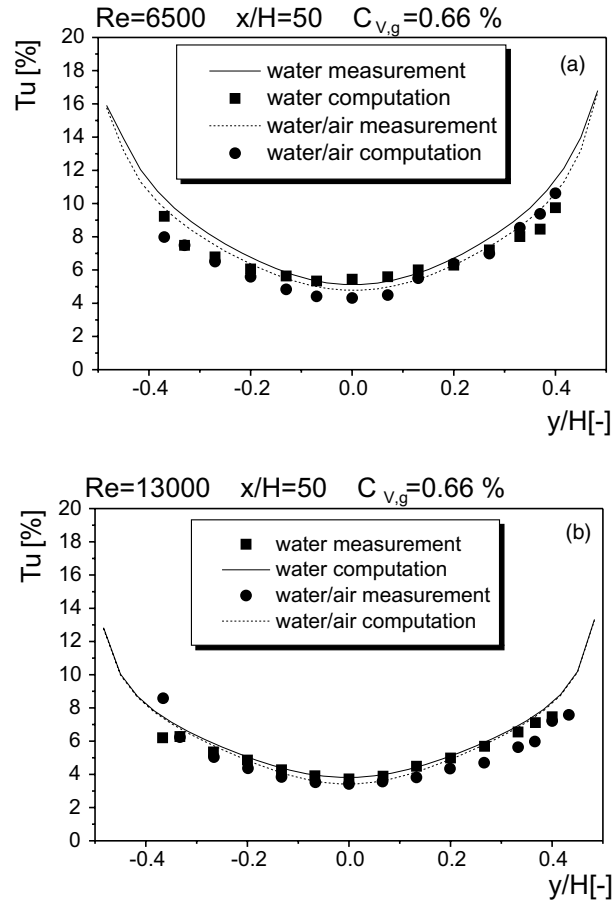 Re=6500 x/H=50 C V,g=0.66 %
Tu [%]
(a)
water measurement
water computation
water/air measurement
water/air computation
20
18
16
14
12
10
8
6
4
2
0
-0.4 -0.2 0.0 0.2 0.4
y/H[-]
Re=13000 x/H=50 C V,g=0.66 %
Tu [%]
(b)
water measurement
water computation
water/air measurement
water/air computation
20
18
16
14
12
10
8
6
4
2
0
-0.4 -0.2 0.0 0.2 0.4
y/H[-]